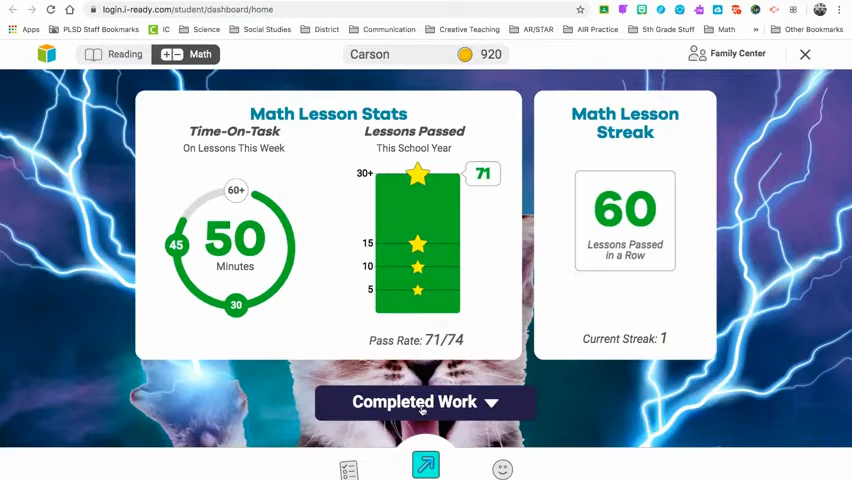 login.i-ready.com/student/dashboard/home
Apps
PLSD Staff Bookmarks
IC
Science
Social Studies
District
Communication
Creative Teaching
AR/STAR
AIR Practice
5th Grade Stuff
Math
Other Bookmarks
Reading
Math
Carson
920
Family Center
Math Lesson Stats
Time-On-Task
On Lessons This Week
60+
45
50
Minutes
30
Lessons Passed
This School Year
30+
71
15
10
5
Pass Rate: 71/74
Math Lesson
Streak
60
Lessons Passed
in a Row
Current Streak: 1
Completed Work